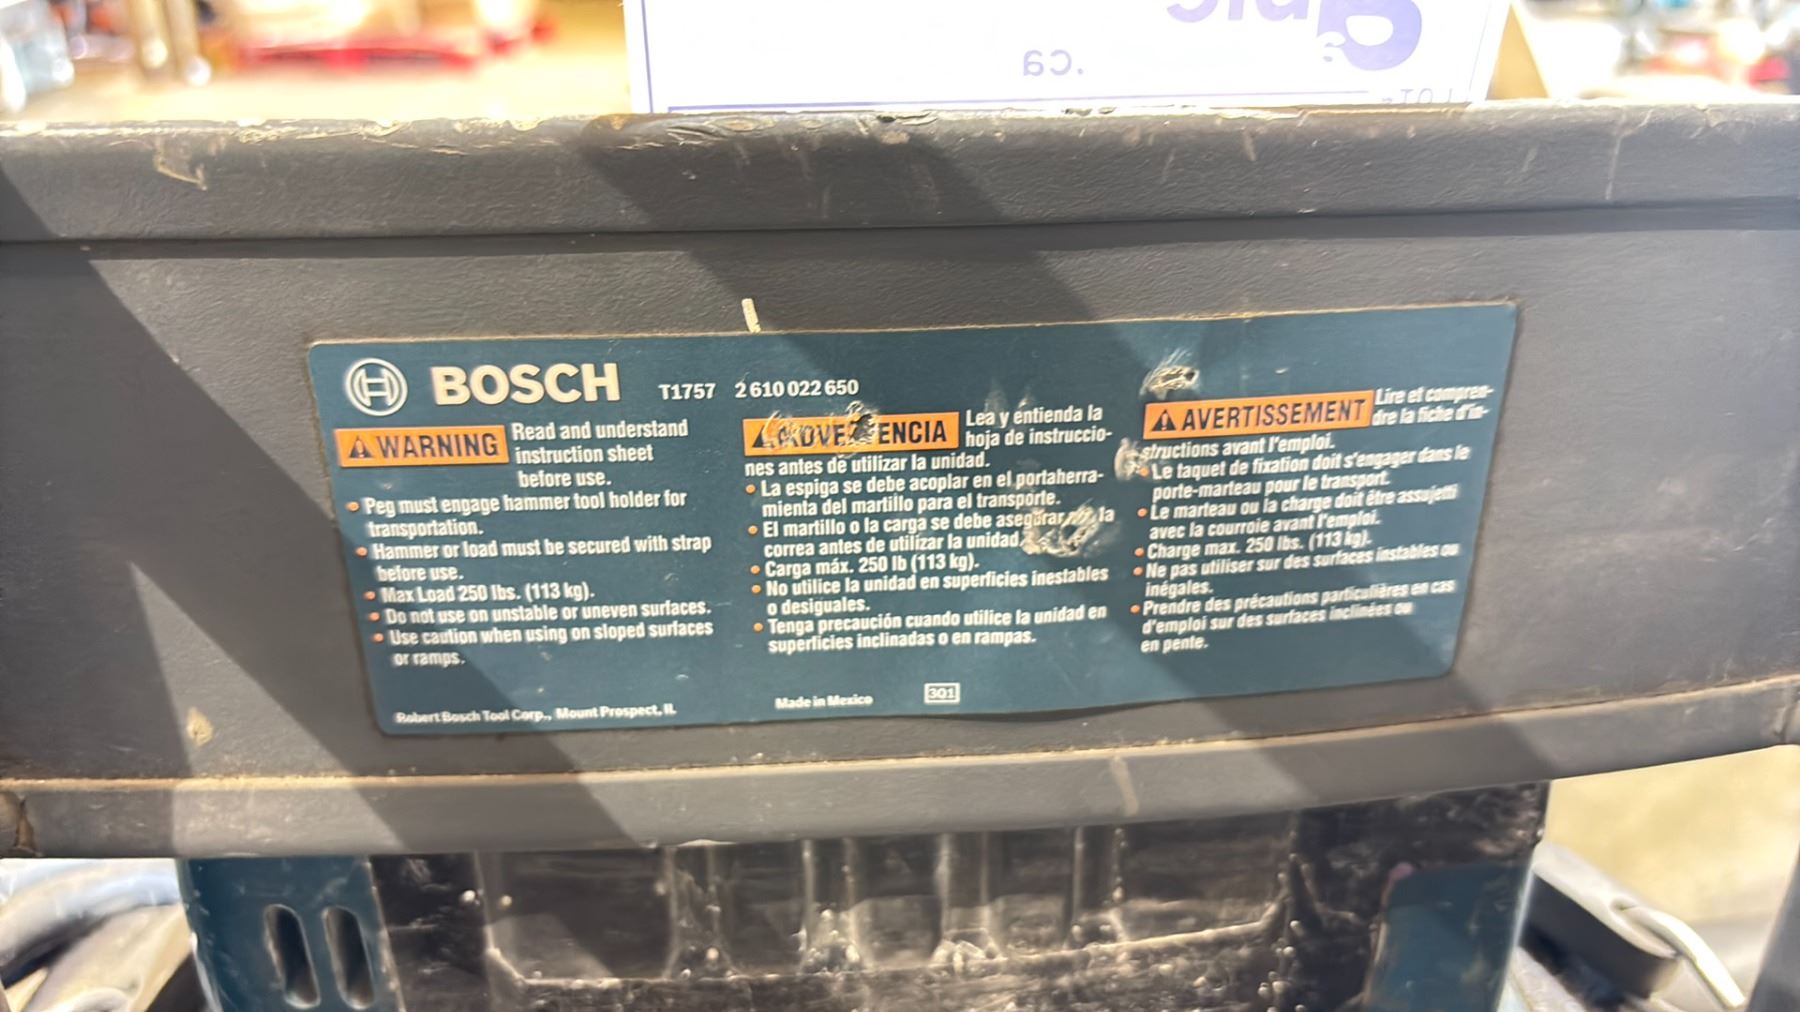 .ca
BOSCH T1757 2 610 022 650
WARNING Read and understand
instruction sheet
before use.
• Peg must engage hammer tool holder for
transportation.
• Hammer or load must be secured with strap
before use.
• Max Load 250 lbs. (113 kg).
• Do not use on unstable or uneven surfaces.
• Use caution when using on sloped surfaces
or ramps.
Robert Bosch Tool Corp., Mount Prospect, IL
Lea y entienda la
hoja de instruccio-
nes antes de utilizar la unidad.
• La espiga se debe acoplar en el portaherra-
mienta del martillo para el transporte.
• El martillo o la carga se debe asegurar la
correa antes de utilizar la unidad.
• Carga máx. 250 lb (113 kg).
• No utilice la unidad en superficies inestables
o desiguales.
• Tenga precaución cuando utilice la unidad en
superficies inclinadas o en rampas.
Made in Mexico 301
AVERTISSEMENT Lire et compren-
dre la fiche d'in-
structions avant l'emploi.
• Le taquet de fixation doit s'engager dans le
porte-marteau pour le transport.
• Le marteau ou la charge doit être assujetti
avec la courroie avant l'emploi.
• Charge max. 250 lbs. (113 kg).
• Ne pas utiliser sur des surfaces instables ou
inégales.
• Prendre des précautions particulières en cas
d'emploi sur des surfaces inclinées ou
en pente.